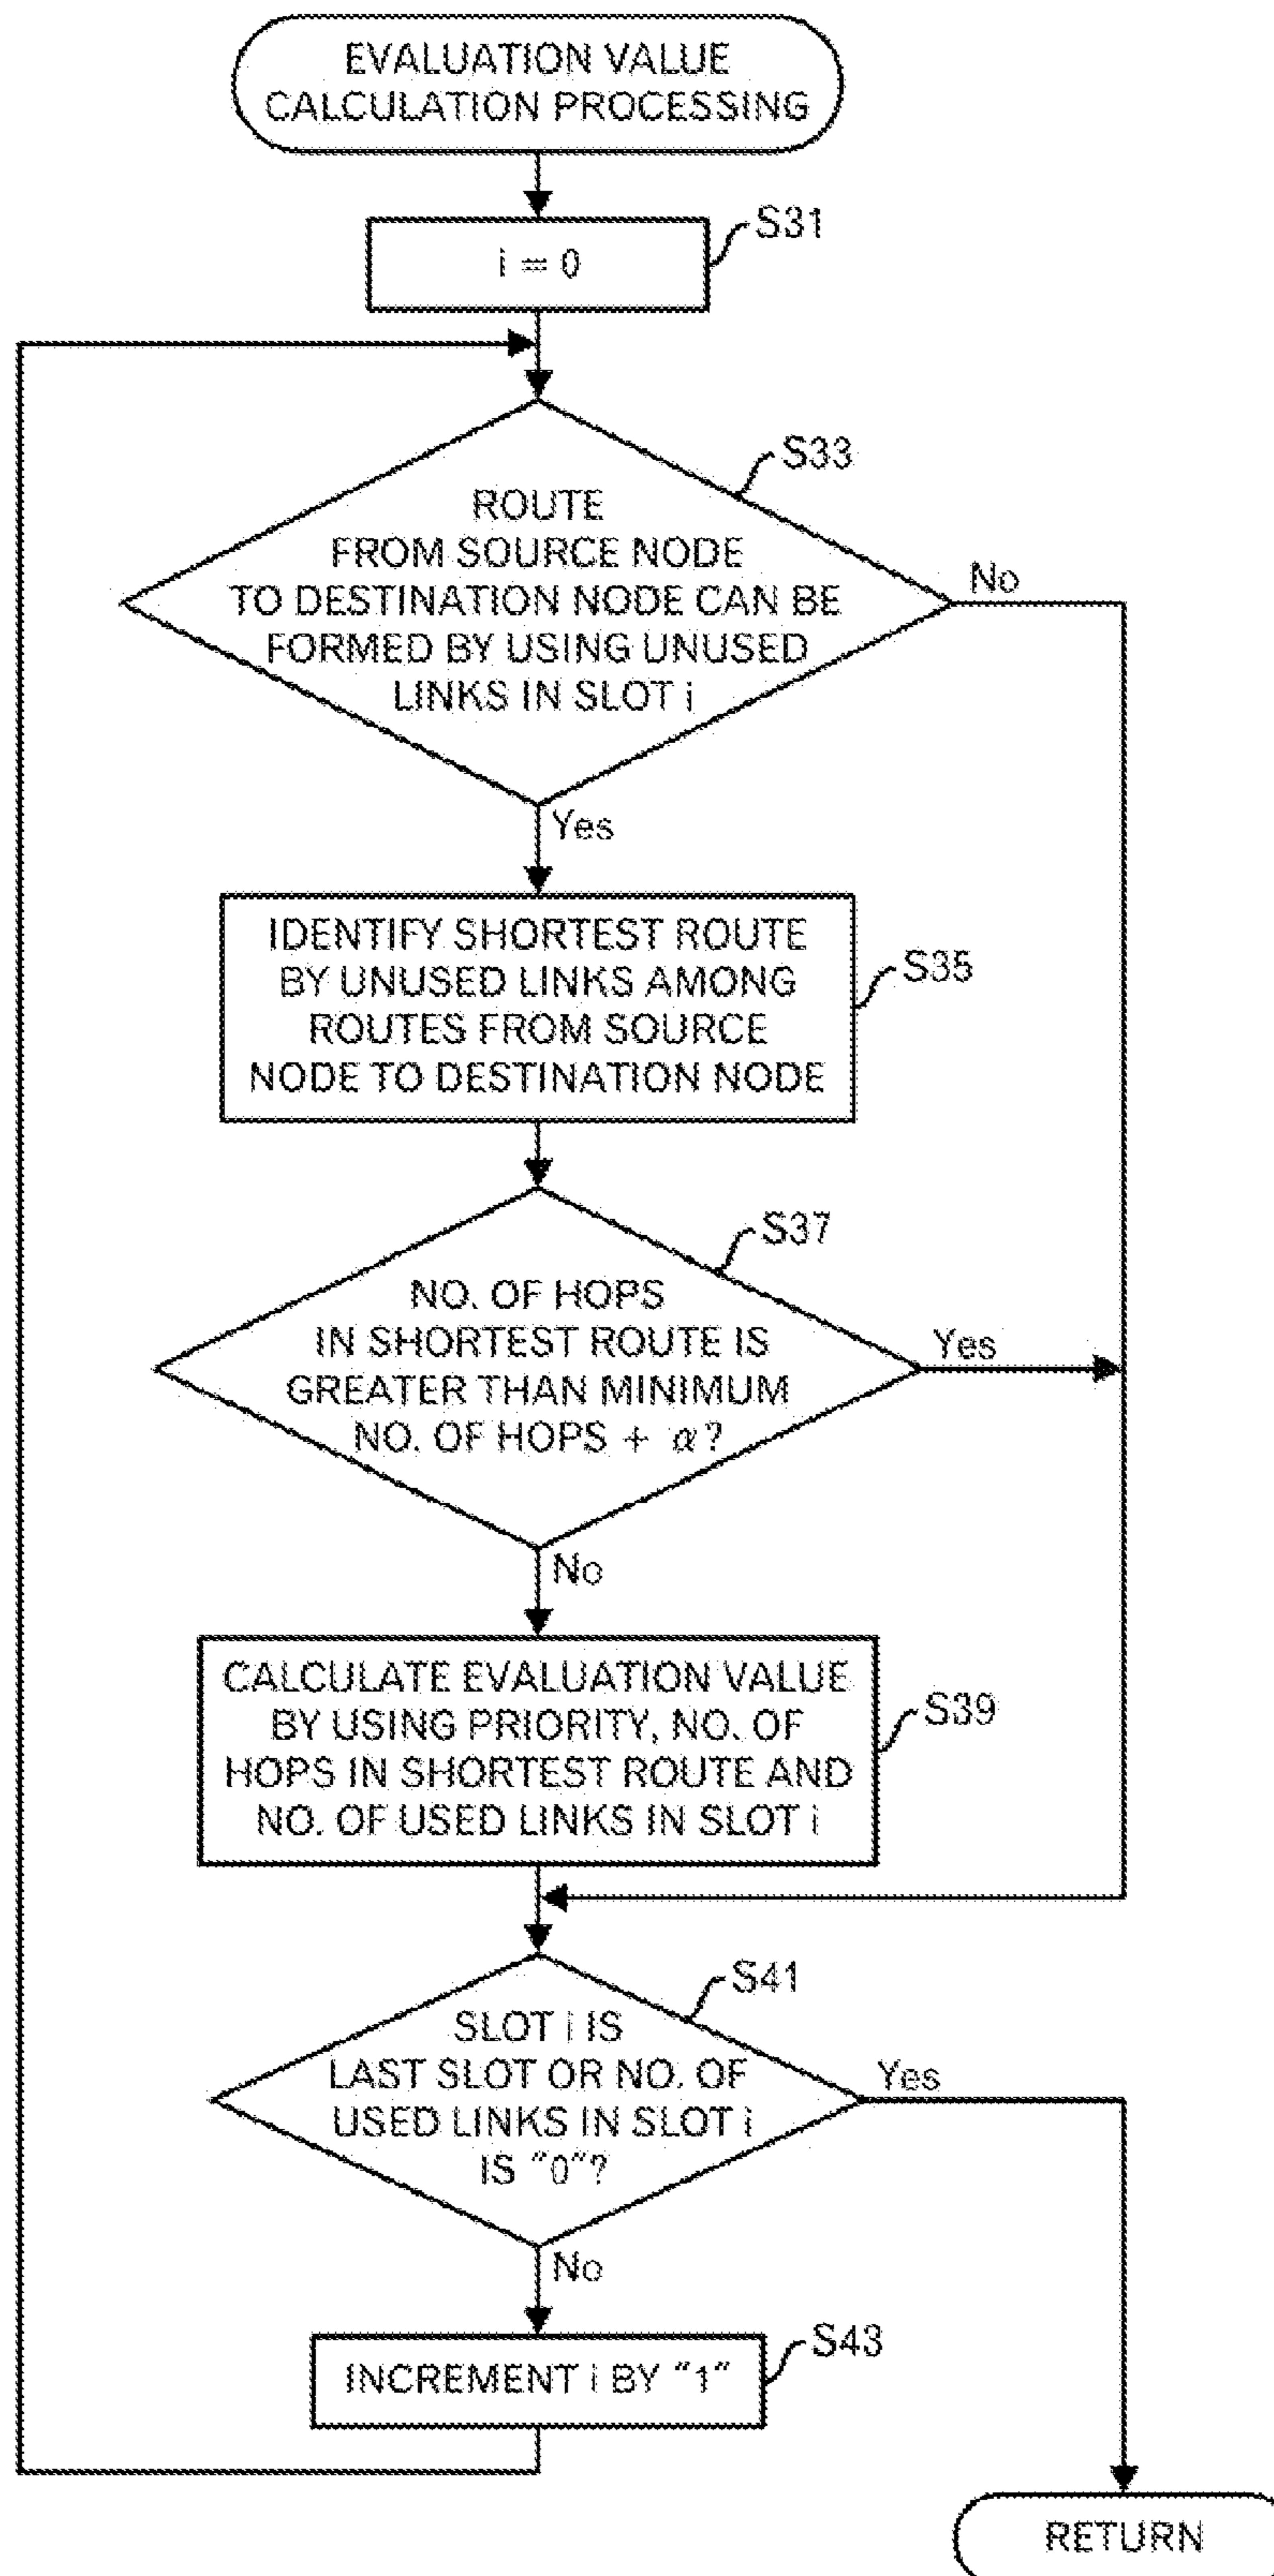 EVALUATION VALUE
CALCULATION PROCESSING
S31
i = 0
S33
ROUTE
FROM SOURCE NODE
TO DESTINATION NODE CAN BE
FORMED BY USING UNUSED
LINKS IN SLOT i
No
Yes
IDENTIFY SHORTEST ROUTE
BY UNUSED LINKS AMONG
ROUTES FROM SOURCE
NODE TO DESTINATION NODE
S35
S37
NO. OF HOPS
IN SHORTEST ROUTE IS
GREATER THAN MINIMUM
NO. OF HOPS + α?
Yes
No
CALCULATE EVALUATION VALUE
BY USING PRIORITY, NO. OF
HOPS IN SHORTEST ROUTE AND
NO. OF USED LINKS IN SLOT i
S39
S41
SLOT i IS
LAST SLOT OR NO. OF
USED LINKS IN SLOT i
IS "0"?
Yes
No
S43
INCREMENT i BY "1"
RETURN